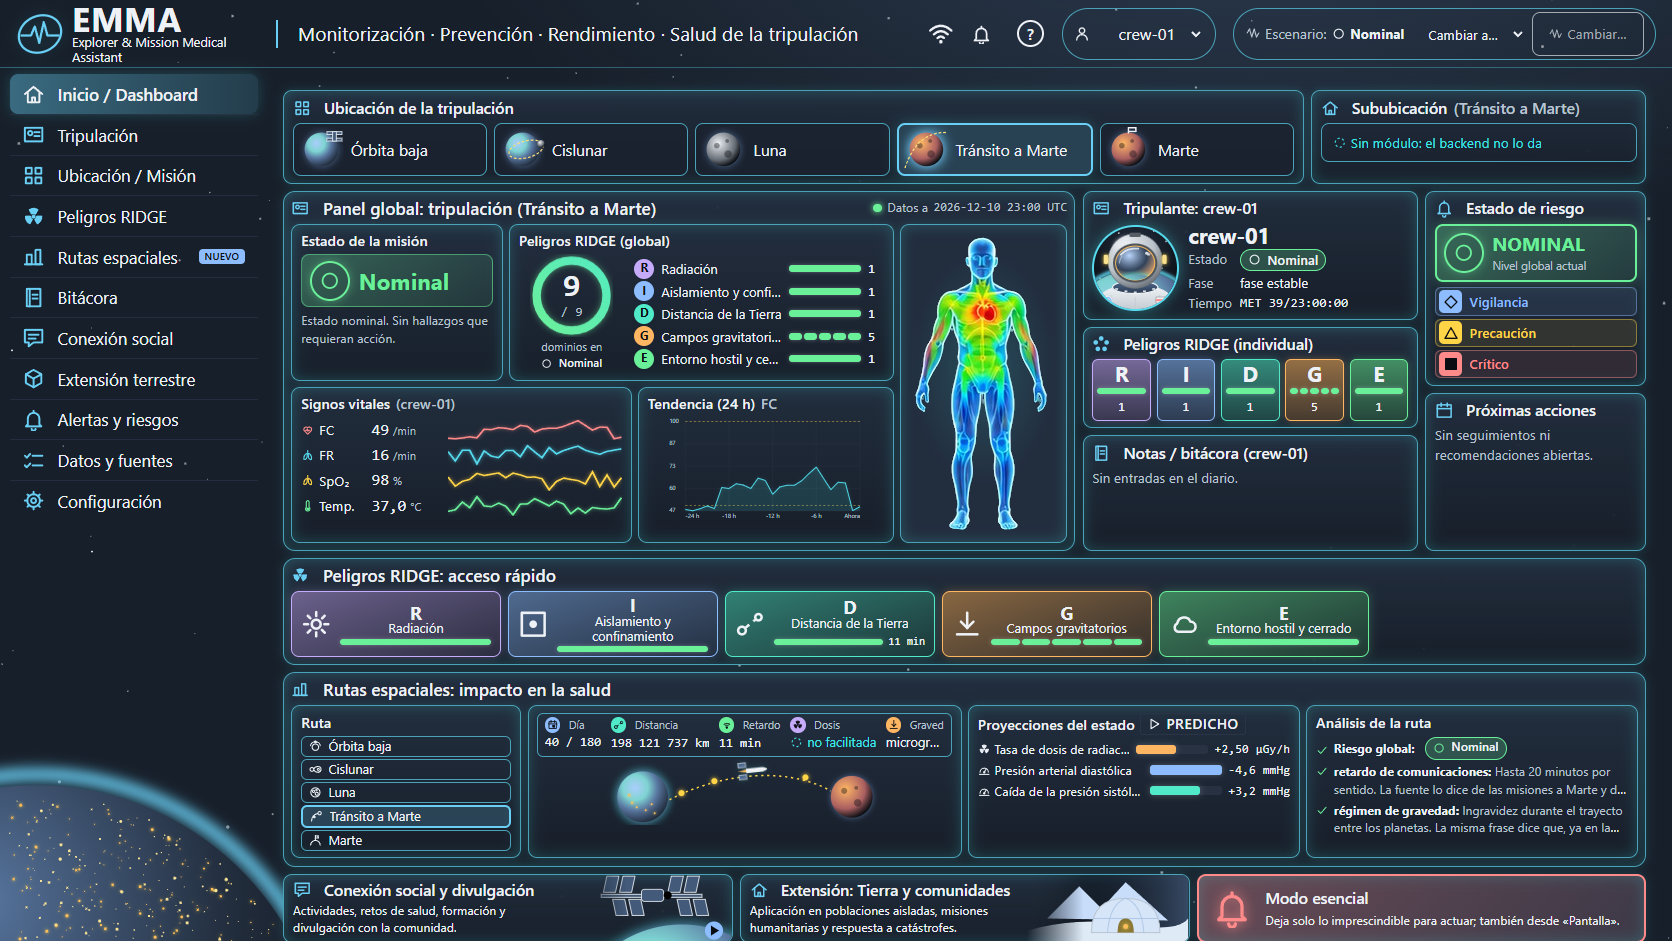 EMMA
Explorer & Mission Medical
Assistant
Monitorización · Prevención · Rendimiento · Salud de la tripulación
?
crew-01
Escenario: Nominal
Cambiar a...
Cambiar...
Inicio / Dashboard
Tripulación
Ubicación / Misión
Peligros RIDGE
Rutas espaciales NUEVO
Bitácora
Conexión social
Extensión terrestre
Alertas y riesgos
Datos y fuentes
Configuración
Ubicación de la tripulación
Órbita baja
Cislunar
Luna
Tránsito a Marte
Marte
Sububicación (Tránsito a Marte)
Sin módulo: el backend no lo da
Panel global: tripulación (Tránsito a Marte)
Datos a 2026-12-10 23:00 UTC
Estado de la misión
Nominal
Estado nominal. Sin hallazgos que
requieran acción.
Peligros RIDGE (global)
9
/ 9
dominios en
Nominal
R Radiación 1
I Aislamiento y confi... 1
D Distancia de la Tierra 1
G Campos gravitatori... 5
E Entorno hostil y ce... 1
Signos vitales (crew-01)
FC 49 /min
FR 16 /min
SpO₂ 98 %
Temp. 37,0 °C
Tendencia (24 h) FC
100
87
73
60
47
-24 h -18 h -12 h -6 h Ahora
Tripulante: crew-01
crew-01
Estado Nominal
Fase fase estable
Tiempo MET 39/23:00:00
Peligros RIDGE (individual)
R I D G E
1 1 1 5 1
Notas / bitácora (crew-01)
Sin entradas en el diario.
Estado de riesgo
NOMINAL
Nivel global actual
Vigilancia
Precaución
Crítico
Próximas acciones
Sin seguimientos ni
recomendaciones abiertas.
Peligros RIDGE: acceso rápido
R
Radiación
I
Aislamiento y
confinamiento
D
Distancia de la Tierra
11 min
G
Campos gravitatorios
E
Entorno hostil y cerrado
Rutas espaciales: impacto en la salud
Ruta
Órbita baja
Cislunar
Luna
Tránsito a Marte
Marte
Día Distancia Retardo Dosis Graved
40 / 180 198 121 737 km 11 min no facilitada microgr...
Proyecciones del estado PREDICHO
Tasa de dosis de radiac... +2,50 µGy/h
Presión arterial diastólica -4,6 mmHg
Caída de la presión sistól... +3,2 mmHg
Análisis de la ruta
Riesgo global: Nominal
retardo de comunicaciones: Hasta 20 minutos por
sentido. La fuente lo dice de las misiones a Marte y d...
régimen de gravedad: Ingravidez durante el trayecto
entre los planetas. La misma frase dice que, ya en la...
Conexión social y divulgación
Actividades, retos de salud, formación y
divulgación con la comunidad.
Extensión: Tierra y comunidades
Aplicación en poblaciones aisladas, misiones
humanitarias y respuesta a catástrofes.
Modo esencial
Deja solo lo imprescindible para actuar; también desde «Pantalla».